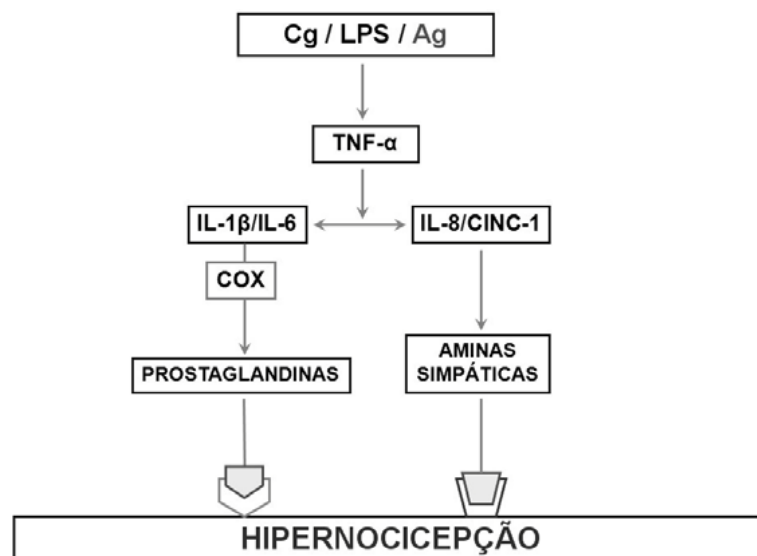 Cg / LPS / Ag
TNF-α
IL-1β/IL-6
IL-8/CINC-1
COX
PROSTAGLANDINAS
AMINAS
SIMPÁTICAS
HIPERNOCICEPÇÃO